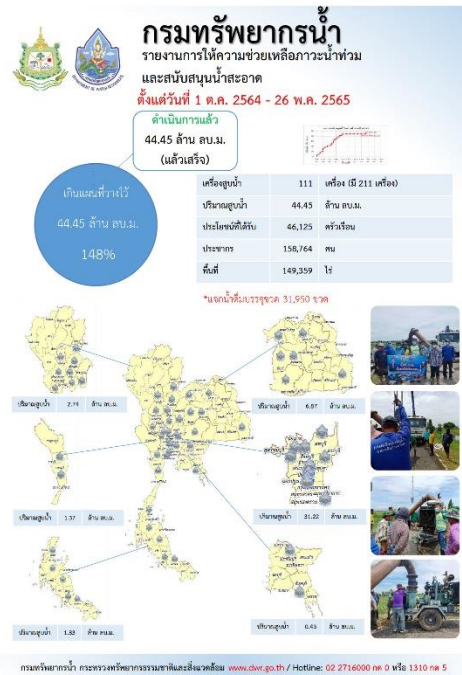 กรมทรัพยากรน้ำ
รายงานการให้ความช่วยเหลือภาวะน้ำท่วม
และสนับสนุนน้ำสะอาด
ตั้งแต่วันที่ 1 ต.ค. 2564 - 26 พ.ค. 2565
ดำเนินการแล้ว
44.45 ล้าน ลบ.ม.
(แล้วเสร็จ)
เกินแผนที่วางไว้
44.45 ล้าน ลบ.ม.
148%
เครื่องสูบน้ำ 111 เครื่อง (มี 211 เครื่อง)
ปริมาณสูบน้ำ 44.45 ล้าน ลบ.ม.
ประโยชน์ที่ได้รับ 46,125 ครัวเรือน
ประชากร 158,764 คน
พื้นที่ 149,359 ไร่
*แจกน้ำดื่มบรรจุขวด 31,950 ขวด
ปริมาณสูบน้ำ 2.74 ล้าน ลบ.ม.
ปริมาณสูบน้ำ 6.87 ล้าน ลบ.ม.
ปริมาณสูบน้ำ 1.37 ล้าน ลบ.ม.
ปริมาณสูบน้ำ 31.22 ล้าน ลบ.ม.
ปริมาณสูบน้ำ 1.83 ล้าน ลบ.ม.
ปริมาณสูบน้ำ 0.45 ล้าน ลบ.ม.
กรมทรัพยากรน้ำ กระทรวงทรัพยากรธรรมชาติและสิ่งแวดล้อม www.dwr.go.th / Hotline: 02 2716000 กด 0 หรือ 1310 กด 5